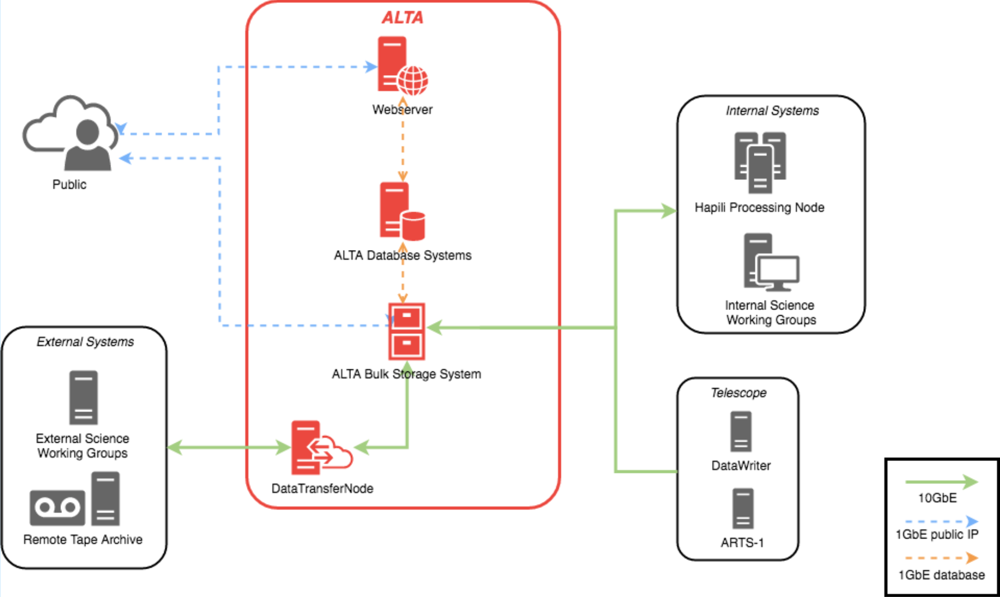 ALTA
Webserver
Public
ALTA Database Systems
ALTA Bulk Storage System
DataTransferNode
External Systems
External Science
Working Groups
Remote Tape Archive
Internal Systems
Hapili Processing Node
Internal Science
Working Groups
Telescope
DataWriter
ARTS-1
10GbE
1GbE public IP
1GbE database